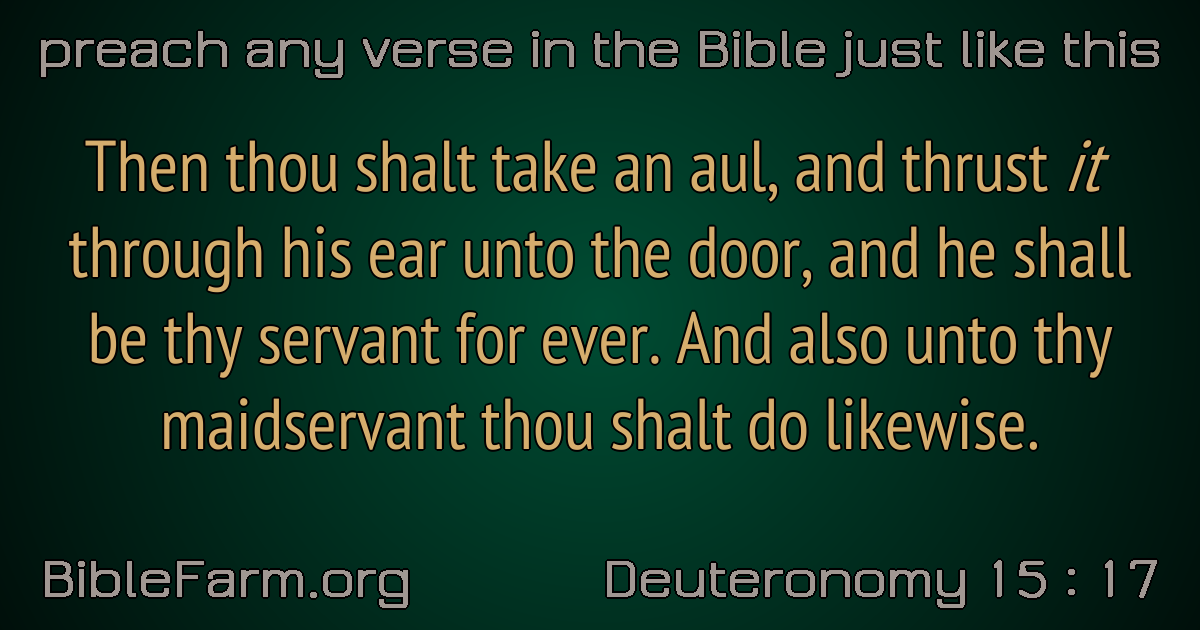 preach any verse in the Bible just like this
Then thou shalt take an aul, and thrust it
through his ear unto the door, and he shall
be thy servant for ever. And also unto thy
maidservant thou shalt do likewise.
BibleFarm.org
Deuteronomy 15 : 17